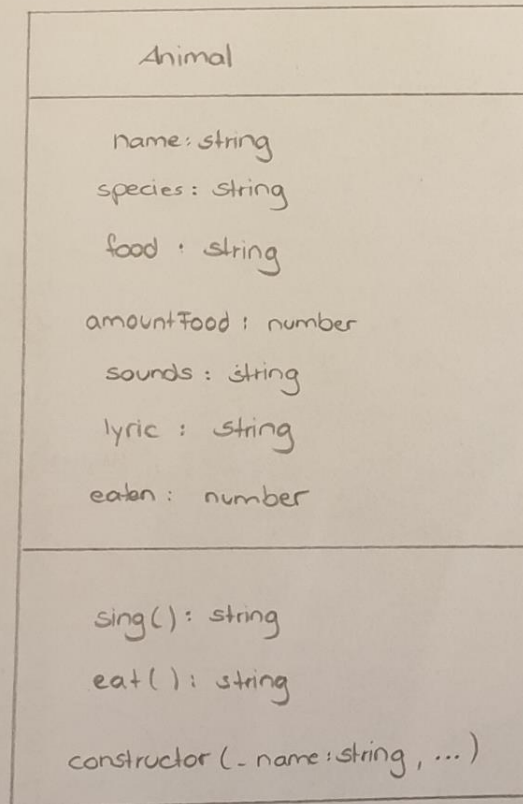 Animal
name: string
species: string
food: string
amountFood: number
sounds: string
lyric: string
eaten: number
sing(): string
eat(): string
constructor(_name:string, ...)